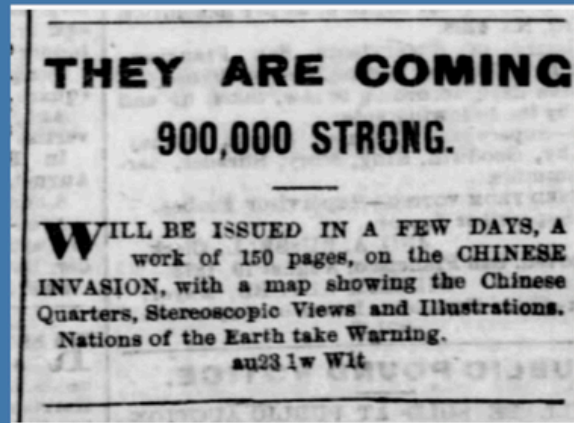 THEY ARE COMING
900,000 STRONG.
WILL BE ISSUED IN A FEW DAYS, A
work of 150 pages, on the CHINESE
INVASION, with a map showing the Chinese
Quarters, Stereoscopic Views and Illustrations.
Nations of the Earth take Warning.
au23 1w W1t